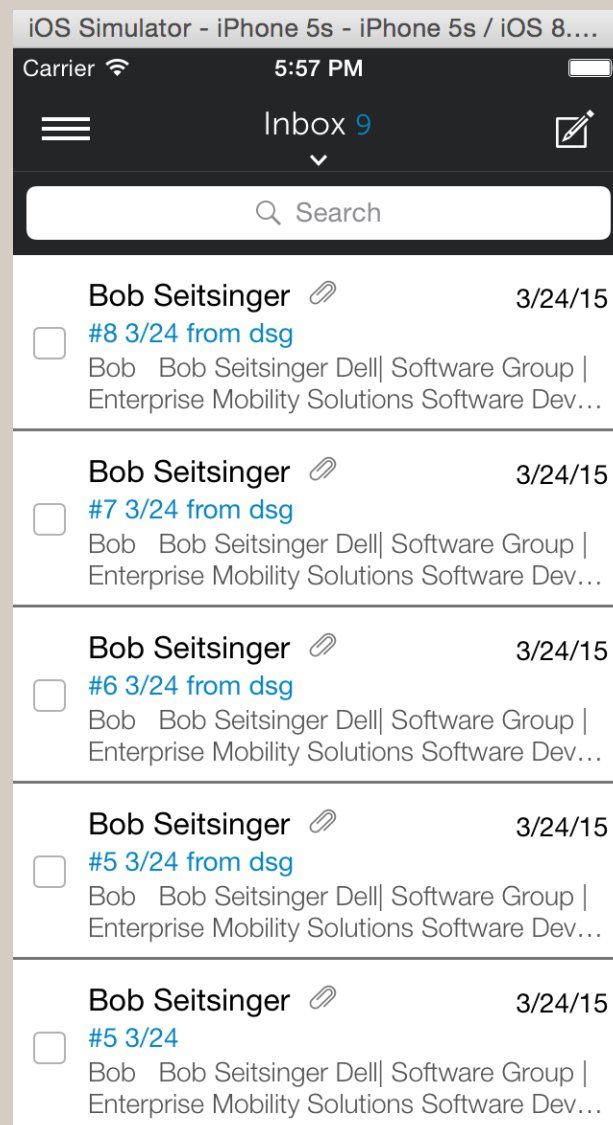 iOS Simulator - iPhone 5s - iPhone 5s / iOS 8....
Carrier 5:57 PM
Inbox 9
Search
Bob Seitsinger 3/24/15
#8 3/24 from dsg
Bob Bob Seitsinger Dell| Software Group |
Enterprise Mobility Solutions Software Dev...
Bob Seitsinger 3/24/15
#7 3/24 from dsg
Bob Bob Seitsinger Dell| Software Group |
Enterprise Mobility Solutions Software Dev...
Bob Seitsinger 3/24/15
#6 3/24 from dsg
Bob Bob Seitsinger Dell| Software Group |
Enterprise Mobility Solutions Software Dev...
Bob Seitsinger 3/24/15
#5 3/24 from dsg
Bob Bob Seitsinger Dell| Software Group |
Enterprise Mobility Solutions Software Dev...
Bob Seitsinger 3/24/15
#5 3/24
Bob Bob Seitsinger Dell| Software Group |
Enterprise Mobility Solutions Software Dev...